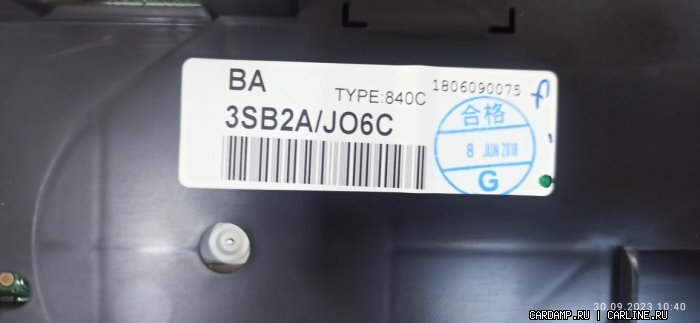 BA
TYPE:840C
1806090075
3SB2A/JO6C
合格
8 JUN 2018
G
30.09.2023 10:40
CARDAMP.RU | CARLINE.RU